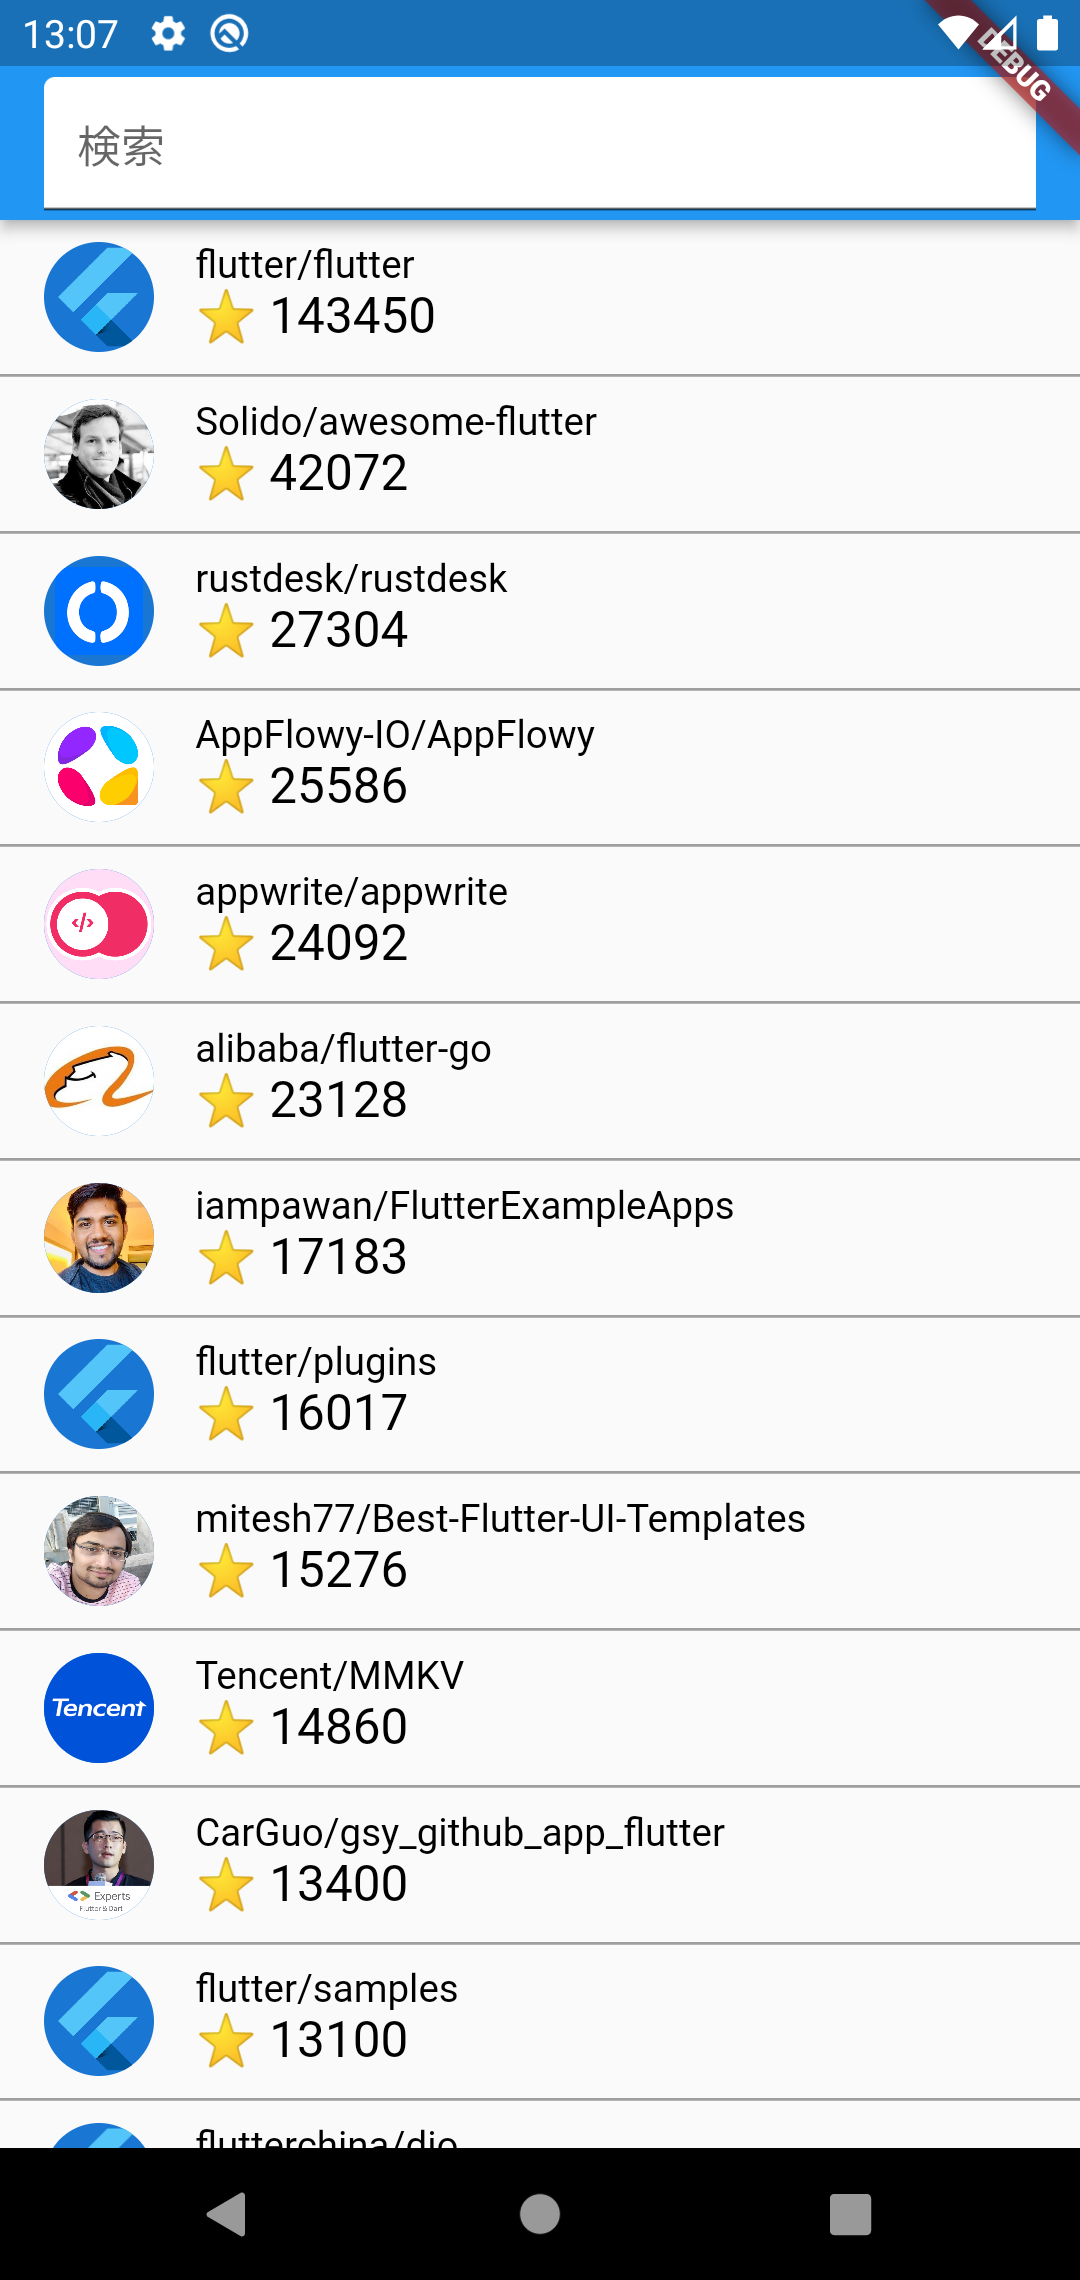 13:07
DEBUG
検索
flutter/flutter
⭐ 143450
Solido/awesome-flutter
⭐ 42072
rustdesk/rustdesk
⭐ 27304
AppFlowy-IO/AppFlowy
⭐ 25586
appwrite/appwrite
⭐ 24092
alibaba/flutter-go
⭐ 23128
iampawan/FlutterExampleApps
⭐ 17183
flutter/plugins
⭐ 16017
mitesh77/Best-Flutter-UI-Templates
⭐ 15276
Tencent
Tencent/MMKV
⭐ 14860
CarGuo/gsy_github_app_flutter
⭐ 13400
Experts
Flutter & Dart
flutter/samples
⭐ 13100
flutterchina/dio